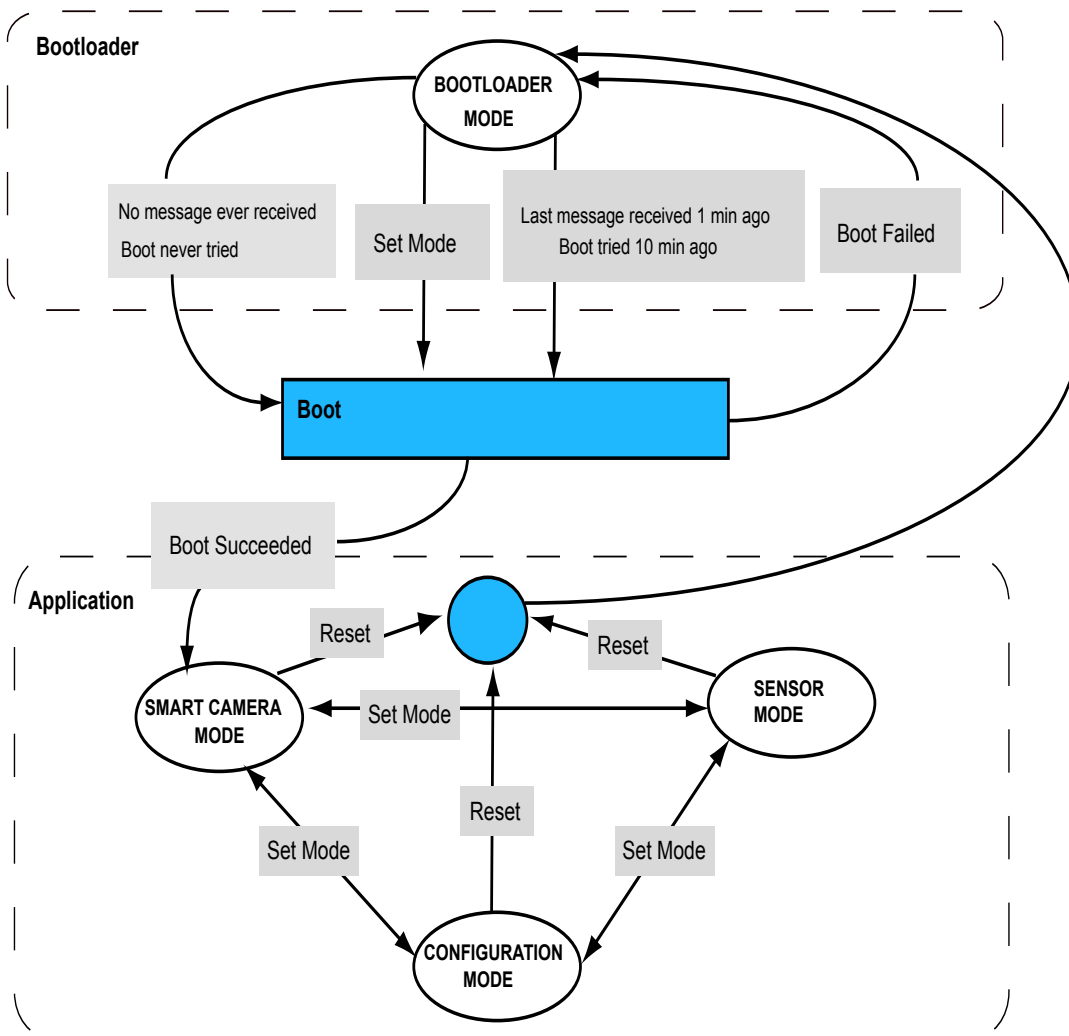 Bootloader
BOOTLOADER
MODE
No message ever received
Boot never tried
Set Mode
Last message received 1 min ago
Boot tried 10 min ago
Boot Failed
Boot
Boot Succeeded
Application
Reset
Reset
SMART CAMERA
MODE
Set Mode
SENSOR
MODE
Reset
Set Mode
Set Mode
CONFIGURATION
MODE